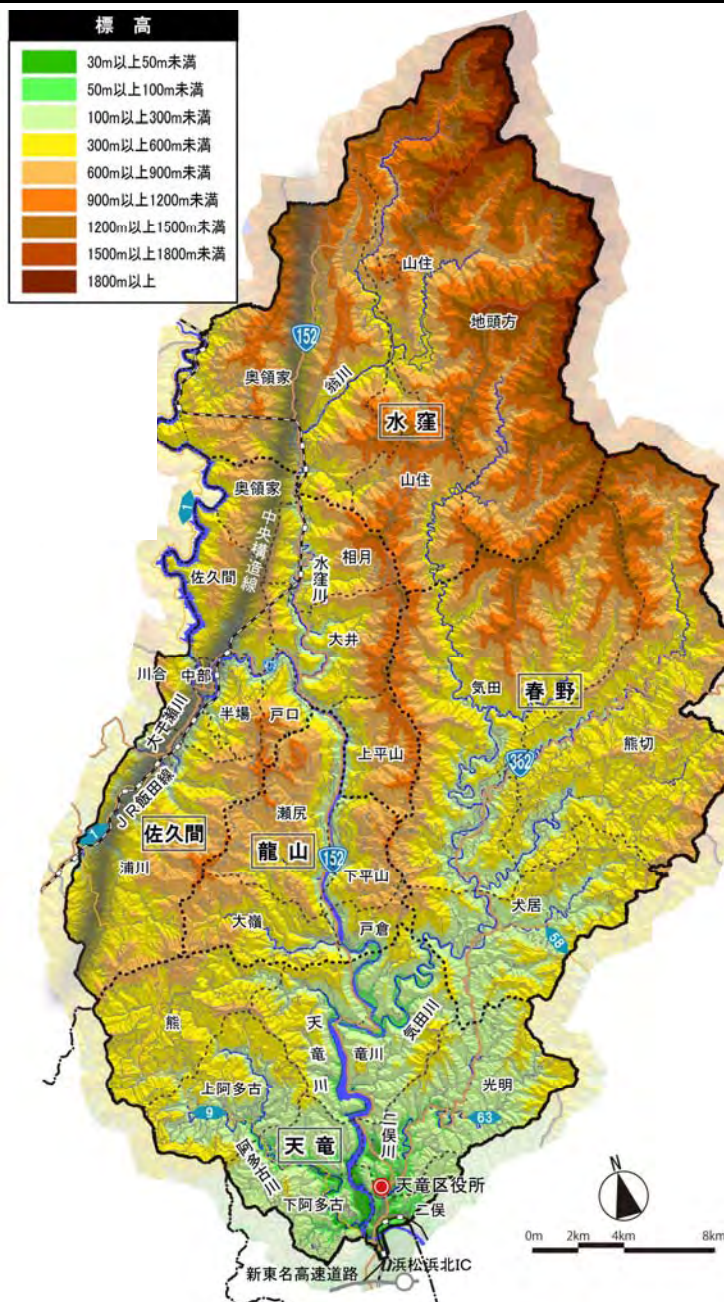 標 高
30m以上50m未満
50m以上100m未満
100m以上300m未満
300m以上600m未満
600m以上900m未満
900m以上1200m未満
1200m以上1500m未満
1500m以上1800m未満
1800m以上
山住
地頭方
152
奥領家
翁川
水窪
奥領家
山住
1
中央構造線
水窪川
相月
佐久間
大井
川合
中部
気田
春野
半場
戸口
大千瀬川
上平山
362
熊切
JR飯田線
瀬尻
1
佐久間
龍山
152
浦川
下平山
犬居
大嶺
戸倉
58
熊
天竜川
竜川
気田川
上阿多古
光明
9
二俣川
63
天竜
阿多古川
天竜区役所
下阿多古
二俣
N
0m 2km 4km 8km
新東名高速道路
浜松浜北IC